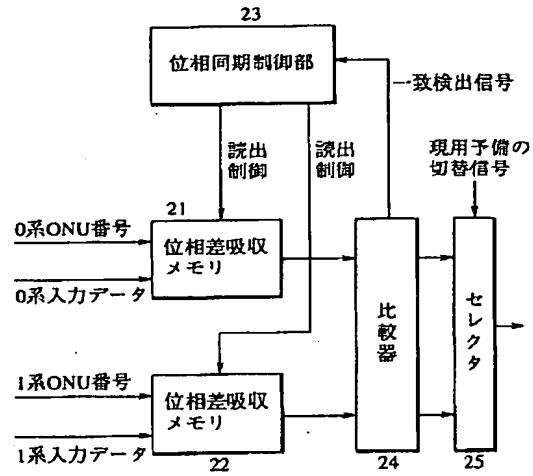 23
位相同期制御部
一致検出信号
読出
制御
読出
制御
現用予備の
切替信号
21
0系ONU番号
位相差吸収
メモリ
0系入力データ
比較器
セレクタ
1系ONU番号
位相差吸収
メモリ
1系入力データ
22
24
25